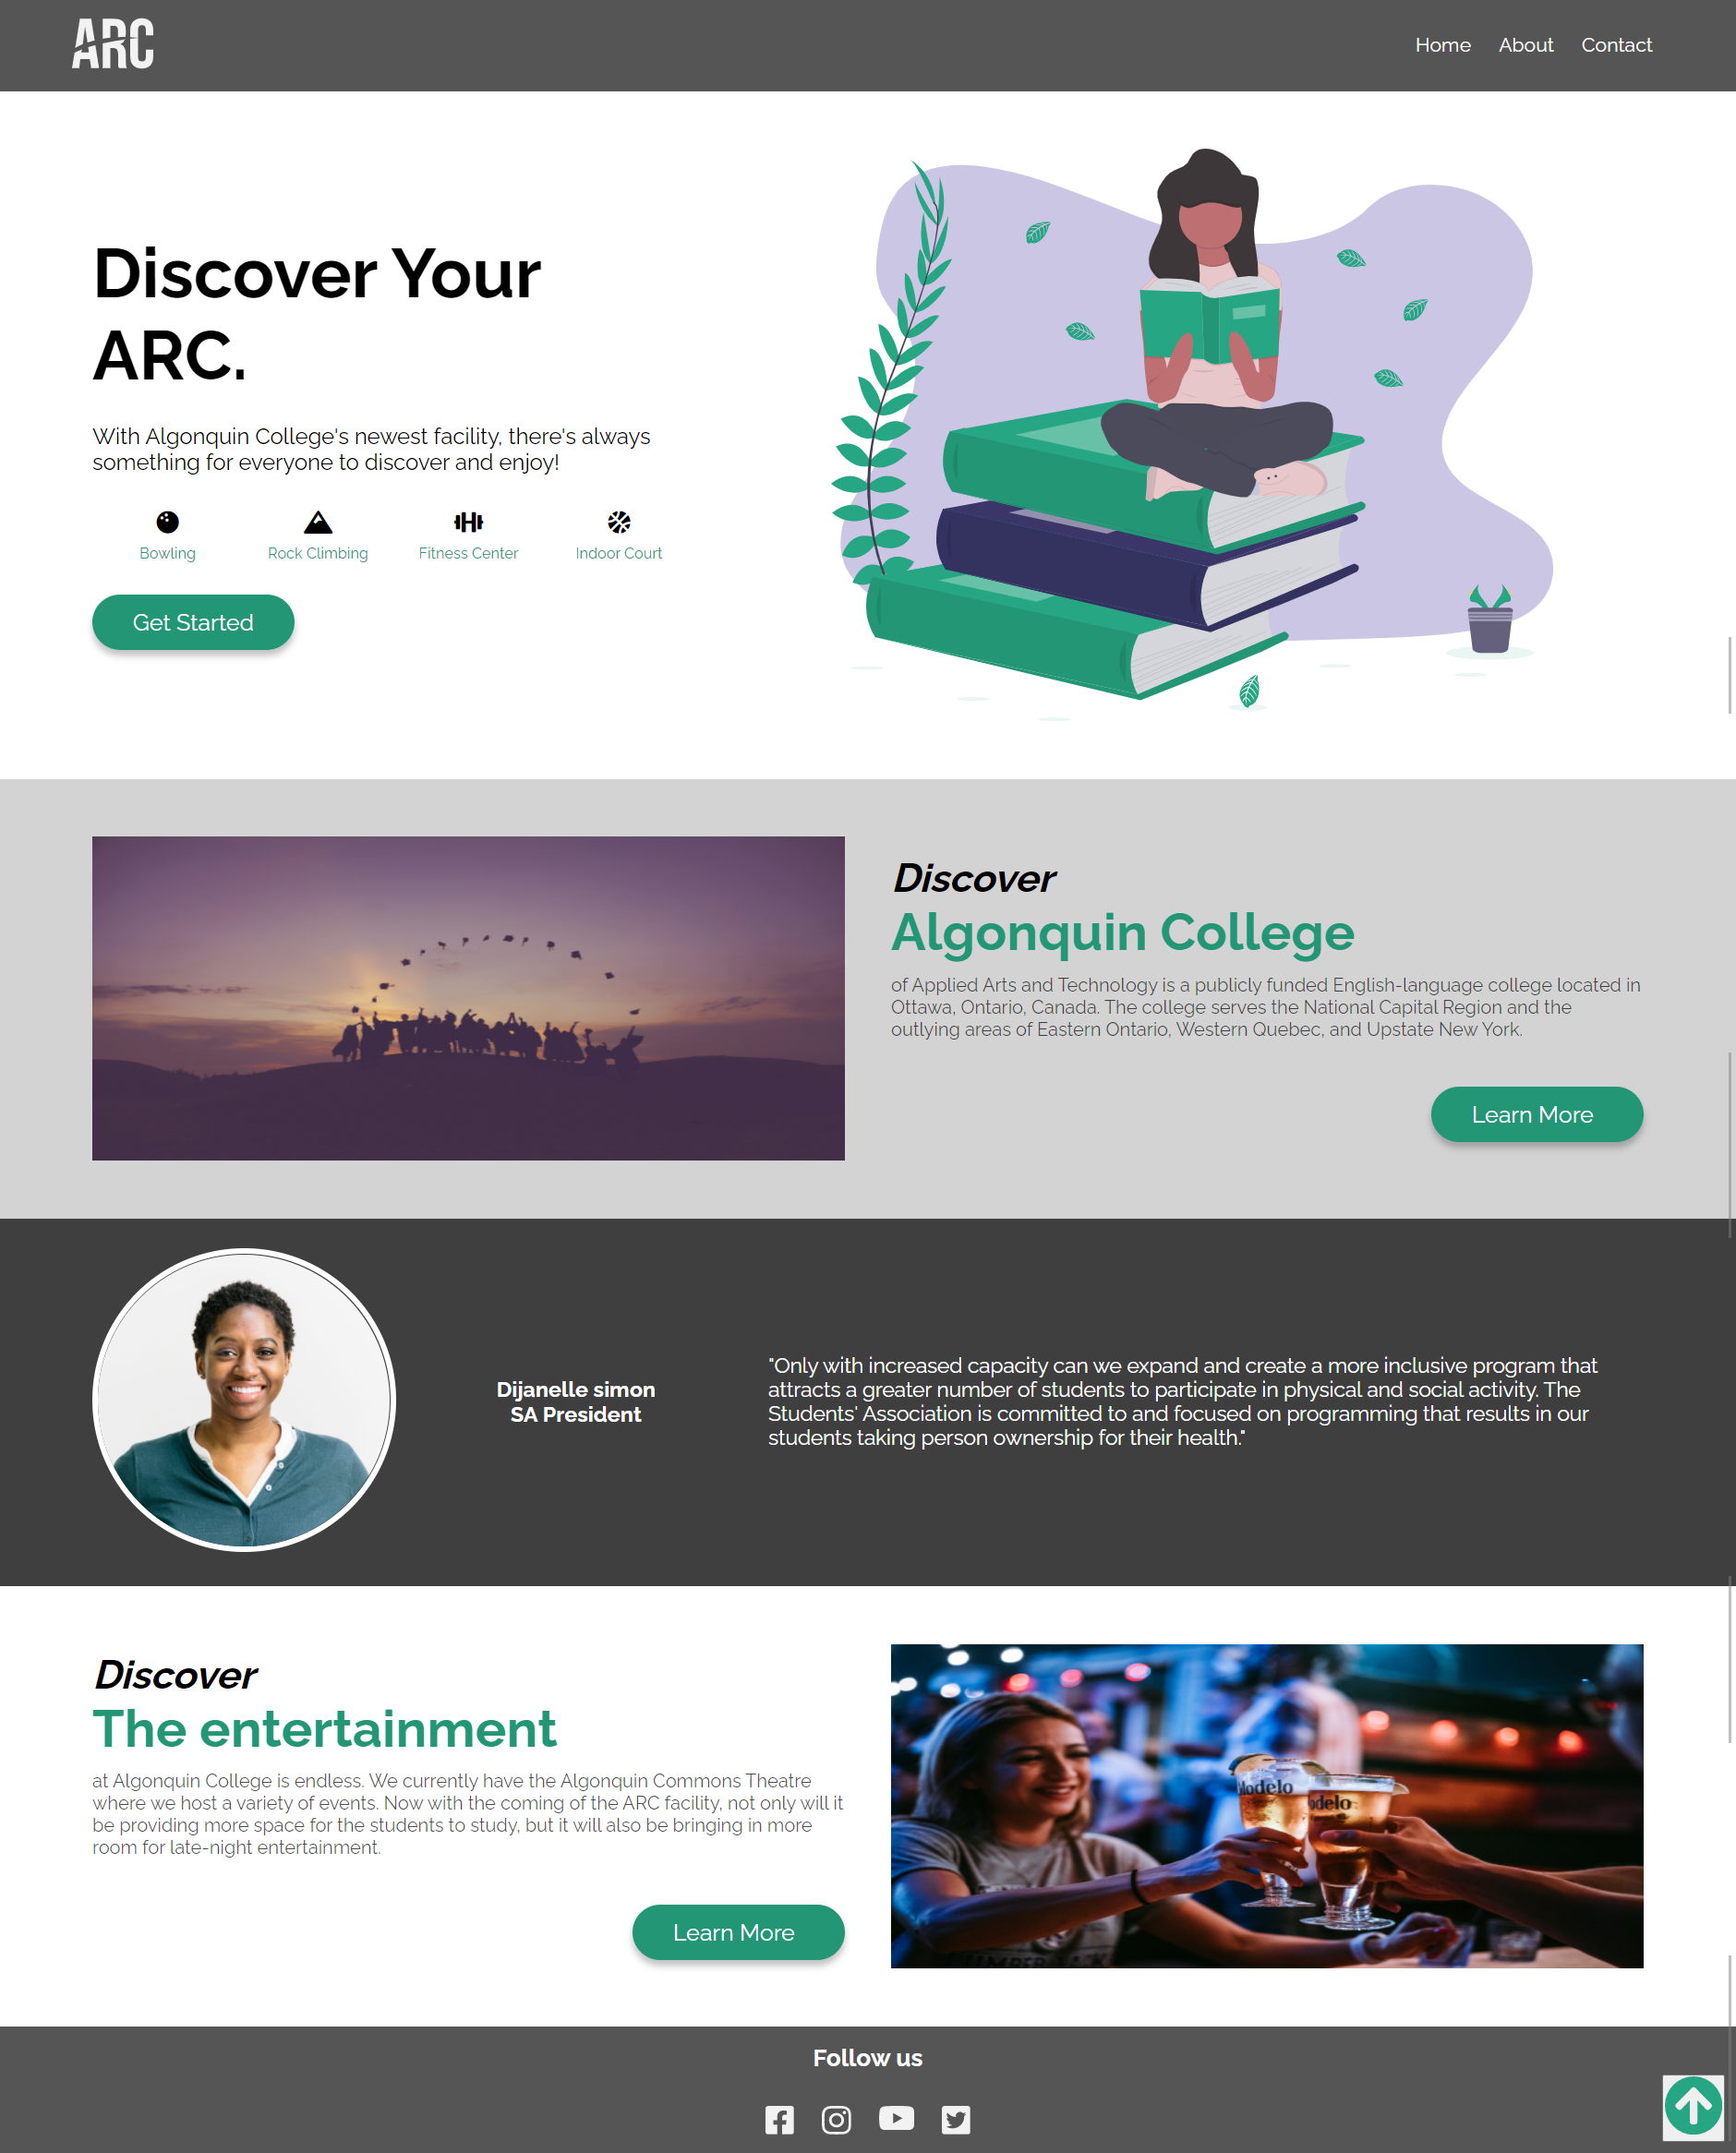 ARC
Home About Contact
Discover Your
ARC.
With Algonquin College's newest facility, there's always
something for everyone to discover and enjoy!
Bowling Rock Climbing Fitness Center Indoor Court
Get Started
Discover
Algonquin College
of Applied Arts and Technology is a publicly funded English-language college located in
Ottawa, Ontario, Canada. The college serves the National Capital Region and the
outlying areas of Eastern Ontario, Western Quebec, and Upstate New York.
Learn More
Dijanelle simon
SA President
"Only with increased capacity can we expand and create a more inclusive program that
attracts a greater number of students to participate in physical and social activity. The
Students' Association is committed to and focused on programming that results in our
students taking person ownership for their health."
Discover
The entertainment
at Algonquin College is endless. We currently have the Algonquin Commons Theatre
where we host a variety of events. Now with the coming of the ARC facility, not only will it
be providing more space for the students to study, but it will also be bringing in more
room for late-night entertainment.
Learn More
Modelo
odelo
Follow us